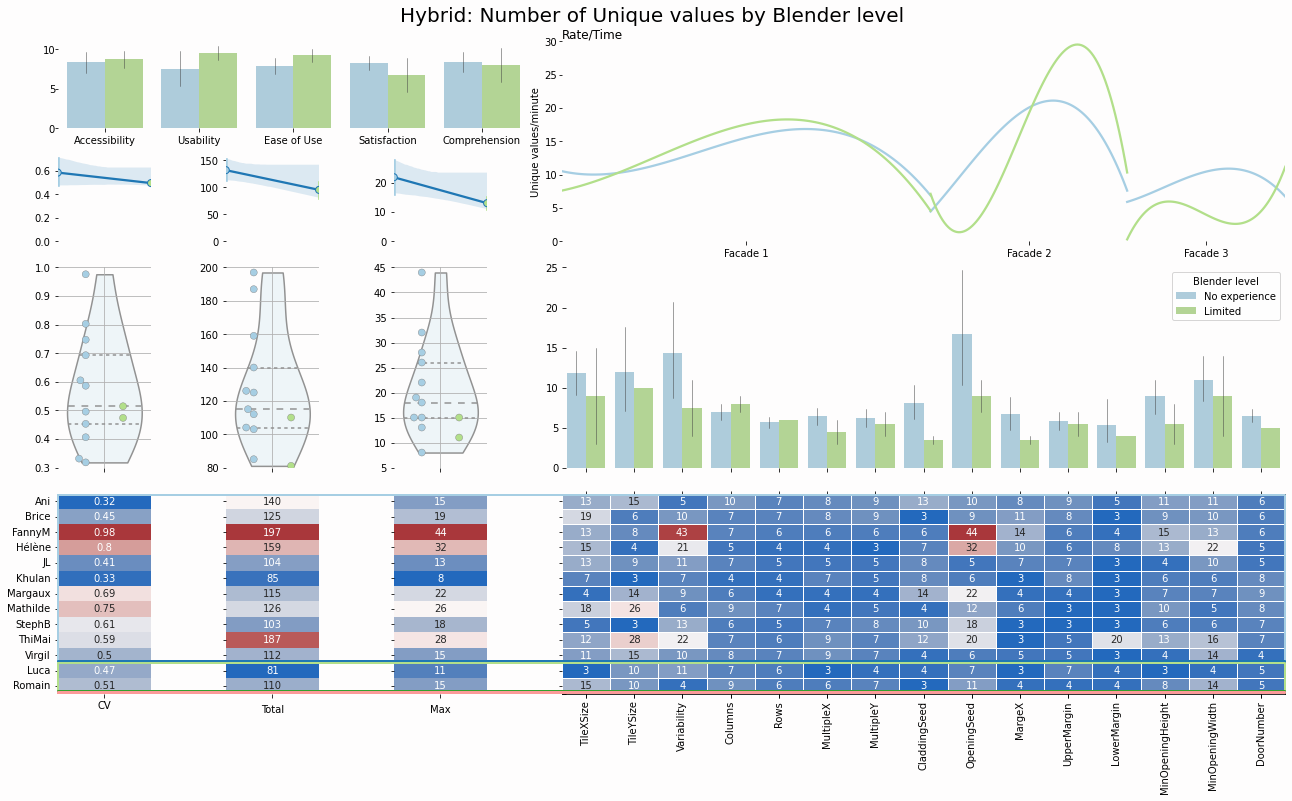 Hybrid: Number of Unique values by Blender level
10
5
0
Accessibility Usability Ease of Use Satisfaction Comprehension
Rate/Time
30
25
20
15
10
5
0
Unique values/minute
Facade 1 Facade 2 Facade 3
0.6
0.4
0.2
0.0
150
100
50
0
20
10
0
1.0
0.9
0.8
0.7
0.6
0.5
0.4
0.3
200
180
160
140
120
100
80
45
40
35
30
25
20
15
10
5
25
20
15
10
5
0
Blender level
No experience
Limited
Ani 0.32 140 15 13 15 5 10 7 8 9 13 10 8 9 5 11 11 6
Brice 0.45 125 19 19 6 10 7 7 8 9 3 9 11 8 3 9 10 6
FannyM 0.98 197 44 13 8 43 7 6 6 6 6 44 14 6 4 15 13 6
Hélène 0.8 159 32 15 4 21 5 4 4 3 7 32 10 6 8 13 22 5
JL 0.41 104 13 13 9 11 7 5 5 5 8 5 7 7 3 4 10 5
Khulan 0.33 85 8 7 3 7 4 4 7 5 8 6 3 8 3 6 6 8
Margaux 0.69 115 22 4 14 9 6 6 4 4 14 22 4 4 3 7 7 9
Mathilde 0.75 126 26 18 26 6 9 7 4 5 4 12 6 3 3 10 5 8
StephB 0.61 103 18 5 3 13 6 6 7 8 10 18 3 3 3 6 6 7
ThiMai 0.59 187 28 12 28 22 7 6 9 7 12 20 3 5 20 13 16 7
Virgil 0.5 112 15 11 15 10 8 7 9 7 4 6 5 5 3 4 14 4
Luca 0.47 81 11 3 10 11 7 6 3 4 4 7 3 7 4 3 4 5
Romain 0.51 110 15 15 10 4 9 6 6 7 3 11 4 4 4 8 14 5
CV Total Max
TileXSize
TileYSize
Variability
Columns
Rows
MultipleX
MultipleY
CladdingSeed
OpeningSeed
MargeX
UpperMargin
LowerMargin
MinOpeningHeight
MinOpeningWidth
DoorNumber